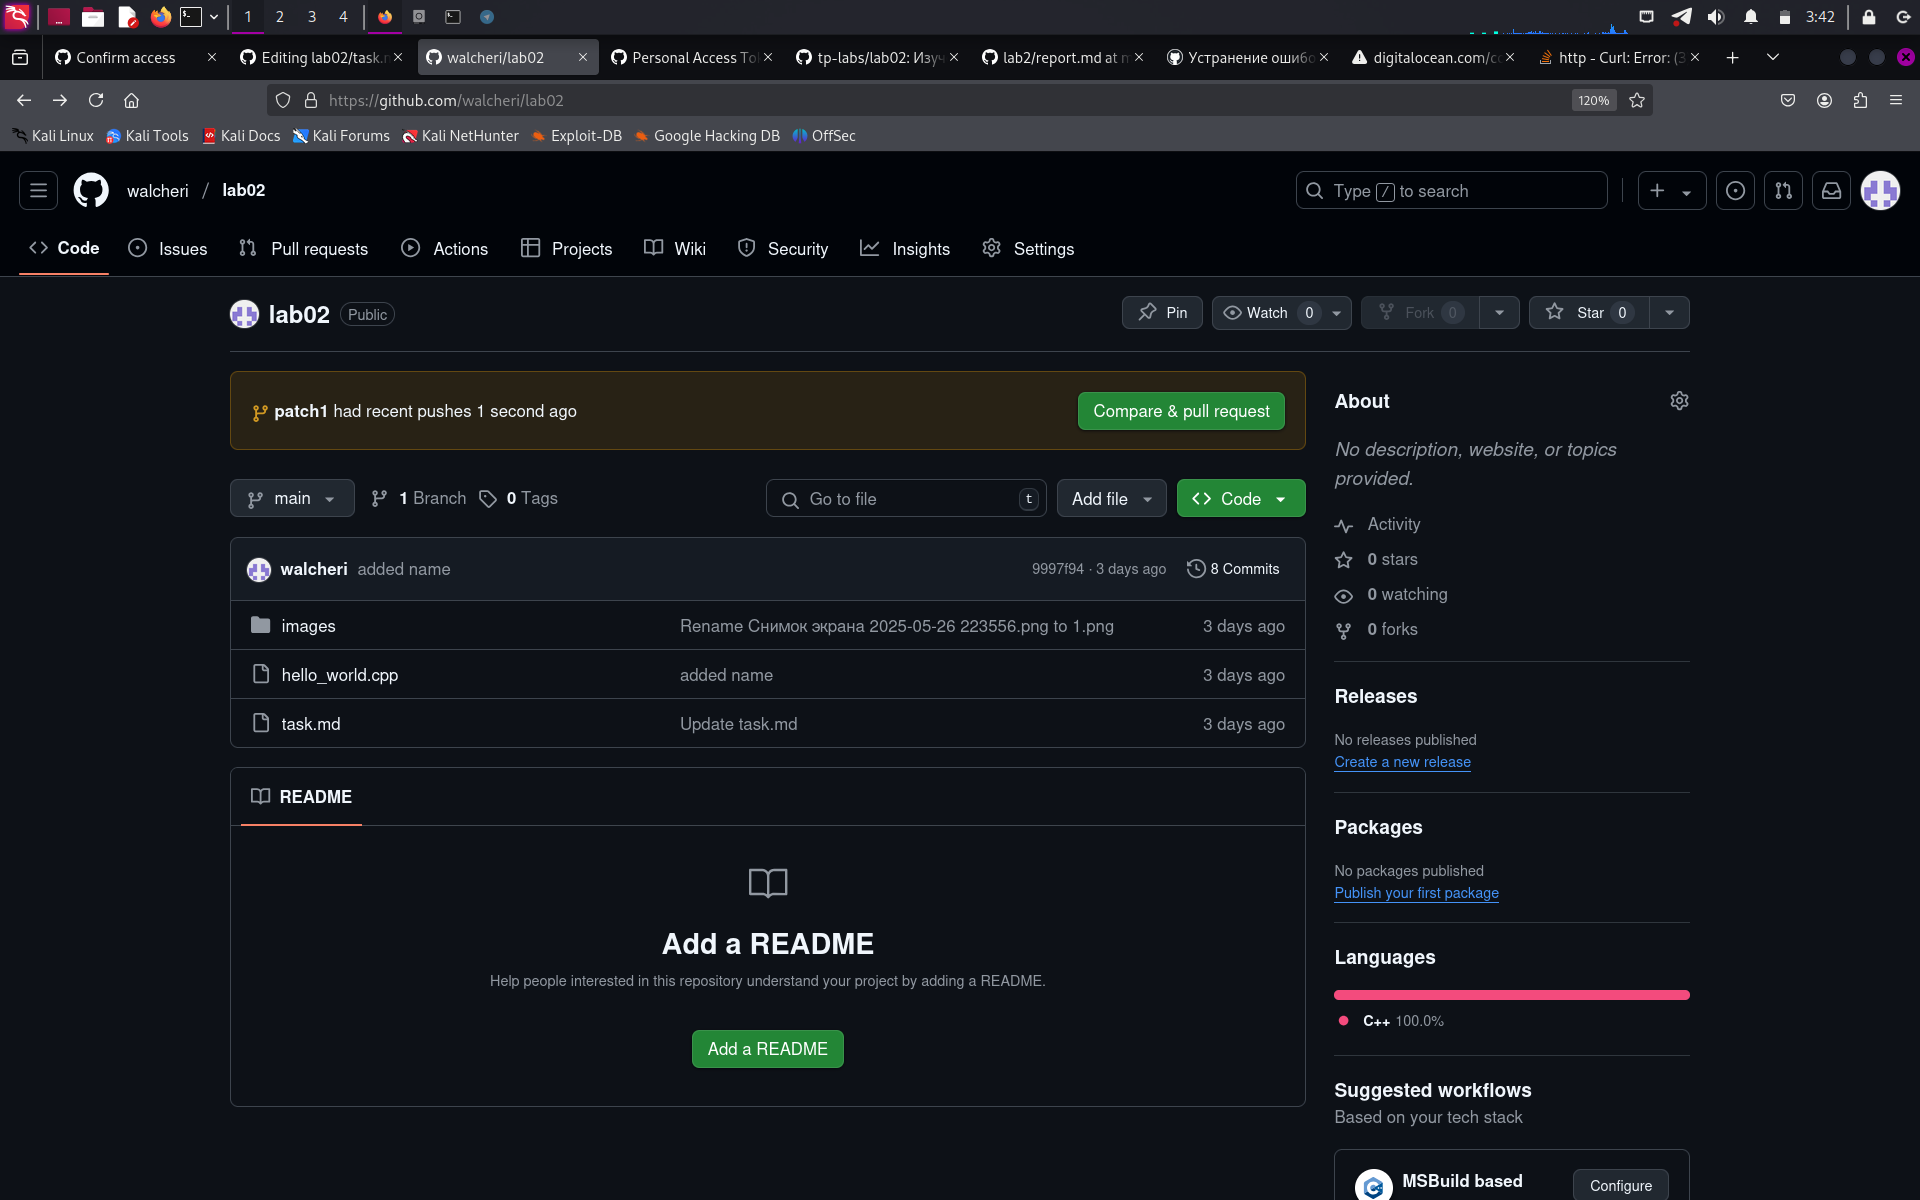 1 2 3 4 3:42
Confirm access Editing lab02/task.n walcheri/lab02 Personal Access To tp-labs/lab02: Изуч lab2/report.md at m Устранение ошибо digitalocean.com/c http - Curl: Error: (3
https://github.com/walcheri/lab02 120%
Kali Linux Kali Tools Kali Docs Kali Forums Kali NetHunter Exploit-DB Google Hacking DB OffSec
walcheri / lab02 Type / to search
Code Issues Pull requests Actions Projects Wiki Security Insights Settings
lab02 Public Pin Watch 0 Fork 0 Star 0
patch1 had recent pushes 1 second ago Compare & pull request
main 1 Branch 0 Tags Go to file t Add file Code
walcheri added name 9997f94 · 3 days ago 8 Commits
images Rename Снимок экрана 2025-05-26 223556.png to 1.png 3 days ago
hello_world.cpp added name 3 days ago
task.md Update task.md 3 days ago
README
Add a README
Help people interested in this repository understand your project by adding a README.
Add a README
About
No description, website, or topics
provided.
Activity
0 stars
0 watching
0 forks
Releases
No releases published
Create a new release
Packages
No packages published
Publish your first package
Languages
C++ 100.0%
Suggested workflows
Based on your tech stack
MSBuild based Configure